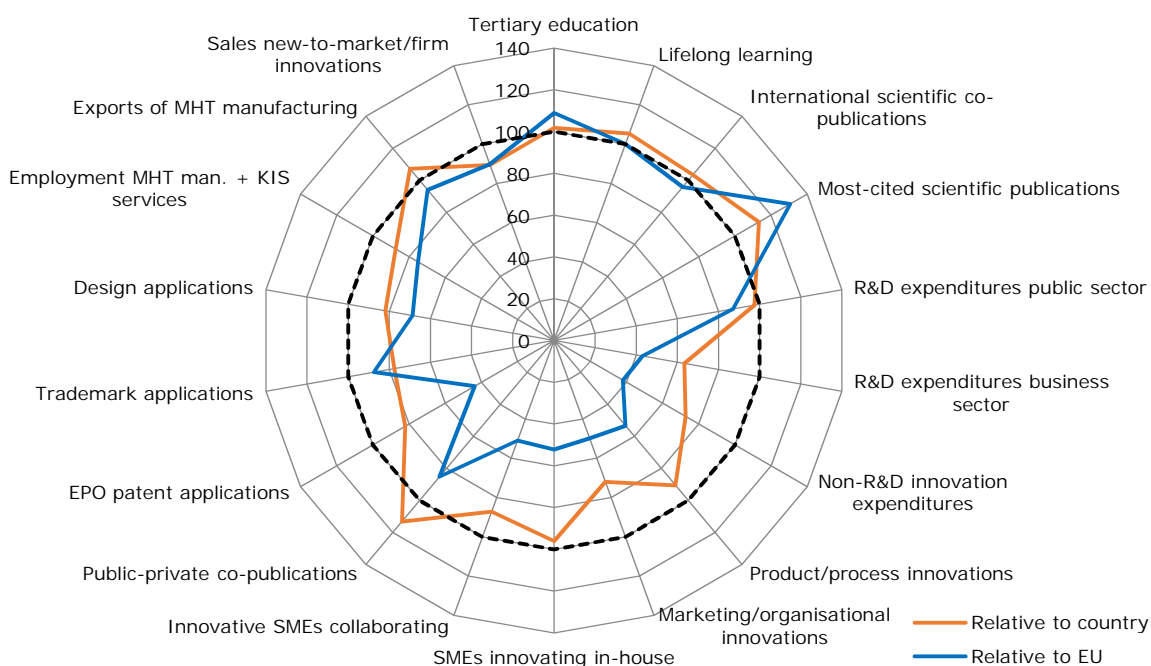 Tertiary education
Lifelong learning
International scientific co-
publications
Most-cited scientific publications
R&D expenditures public sector
R&D expenditures business
sector
Non-R&D innovation
expenditures
Product/process innovations
Marketing/organisational
innovations
SMEs innovating in-house
Innovative SMEs collaborating
Public-private co-publications
EPO patent applications
Trademark applications
Design applications
Employment MHT man. + KIS
services
Exports of MHT manufacturing
Sales new-to-market/firm
innovations
140
120
100
80
60
40
20
0
Relative to country
Relative to EU